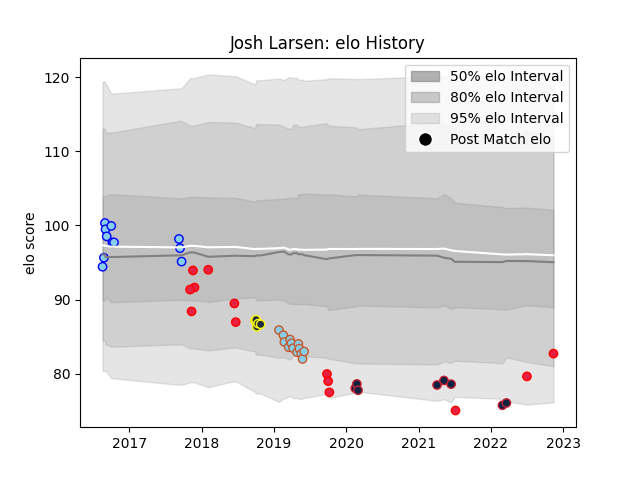 Josh Larsen: elo History
50% elo Interval
80% elo Interval
95% elo Interval
Post Match elo
elo score
120
110
100
90
80
2017 2018 2019 2020 2021 2022 2023